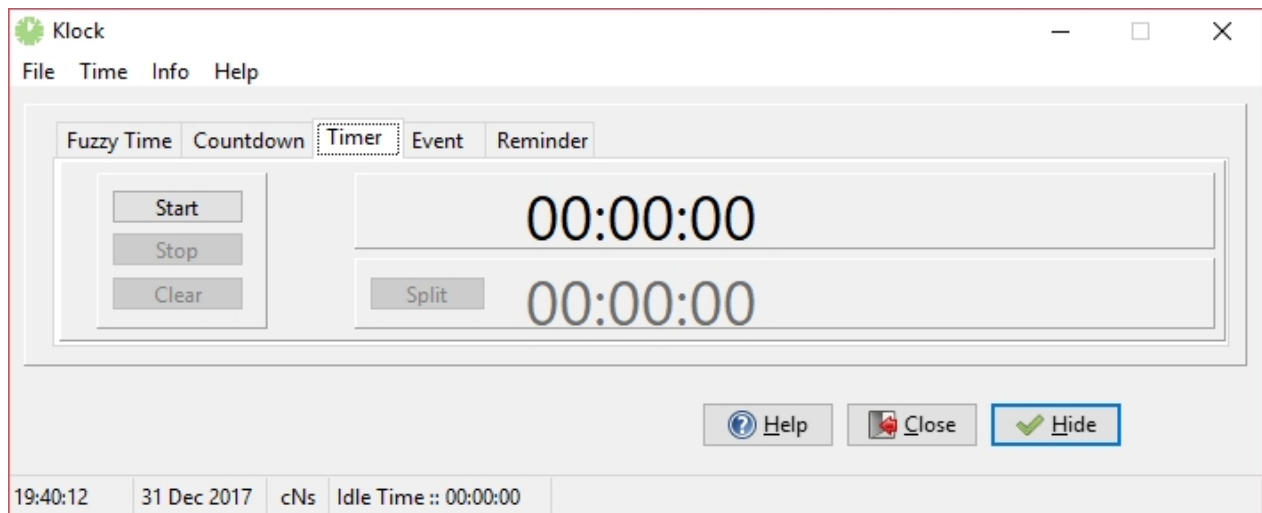 Klock
File Time Info Help
Fuzzy Time Countdown Timer Event Reminder
Start
Stop
Clear
00:00:00
Split 00:00:00
Help Close Hide
19:40:12 31 Dec 2017 cNs Idle Time :: 00:00:00